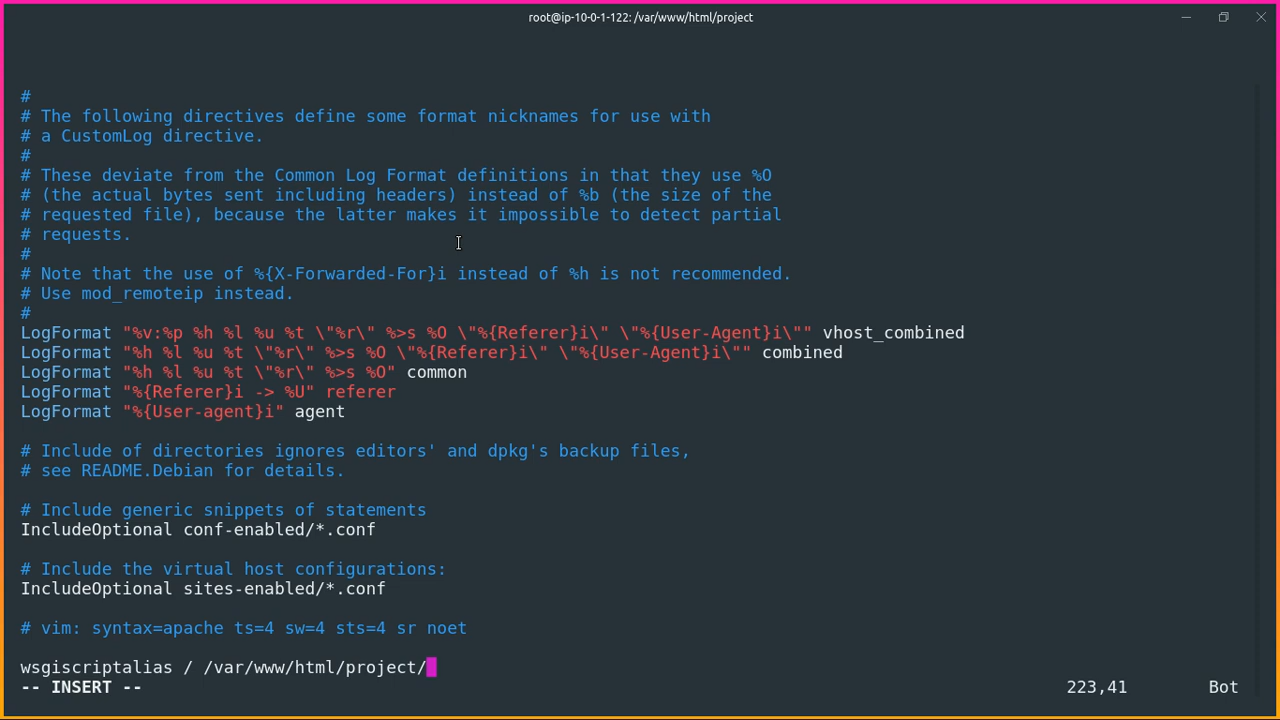 root@ip-10-0-1-122: /var/www/html/project
#
# The following directives define some format nicknames for use with
# a CustomLog directive.
#
# These deviate from the Common Log Format definitions in that they use %O
# (the actual bytes sent including headers) instead of %b (the size of the
# requested file), because the latter makes it impossible to detect partial
# requests.
#
# Note that the use of %{X-Forwarded-For}i instead of %h is not recommended.
# Use mod_remoteip instead.
#
LogFormat "%v:%p %h %l %u %t \"%r\" %>s %O \"%{Referer}i\" \"%{User-Agent}i\"" vhost_combined
LogFormat "%h %l %u %t \"%r\" %>s %O \"%{Referer}i\" \"%{User-Agent}i\"" combined
LogFormat "%h %l %u %t \"%r\" %>s %O" common
LogFormat "%{Referer}i -> %U" referer
LogFormat "%{User-agent}i" agent
# Include of directories ignores editors' and dpkg's backup files,
# see README.Debian for details.
# Include generic snippets of statements
IncludeOptional conf-enabled/*.conf
# Include the virtual host configurations:
IncludeOptional sites-enabled/*.conf
# vim: syntax=apache ts=4 sw=4 sts=4 sr noet
wsgiscriptalias / /var/www/html/project/
-- INSERT -- 223,41 Bot